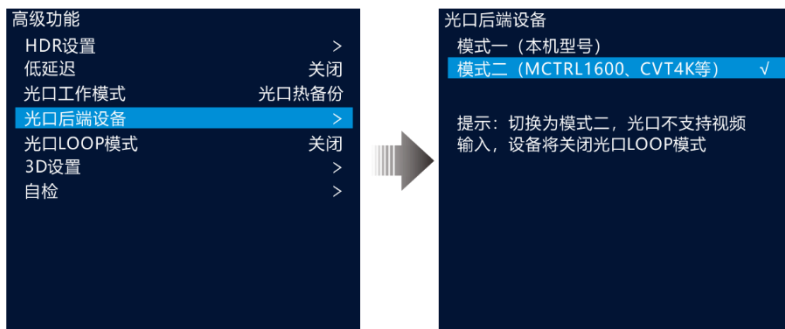 高级功能
HDR设置 >
低延迟 关闭
光口工作模式 光口热备份
光口后端设备 >
光口LOOP模式 关闭
3D设置 >
自检 >
光口后端设备
模式一（本机型号）
模式二（MCTRL1600、CVT4K等） √
提示：切换为模式二，光口不支持视频
输入，设备将关闭光口LOOP模式